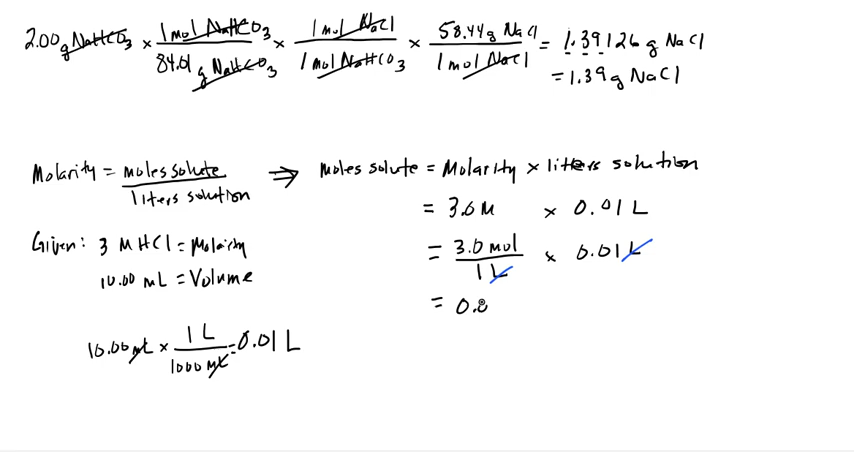 2.00 g NaHCO3 × 1 mol NaHCO3 / 84.01 g NaHCO3 × 1 mol NaCl / 1 mol NaHCO3 × 58.44 g NaCl / 1 mol NaCl = 1.39126 g NaCl
= 1.39 g NaCl
Molarity = moles solute / liters solution ⇒ moles solute = Molarity × liters solution
= 3.0 M × 0.01 L
Given: 3 M HCl = Molarity
= 3.0 mol / 1 L × 0.01 L
10.00 mL = Volume
= 0.0
10.00 mL × 1 L / 1000 mL = 0.01 L